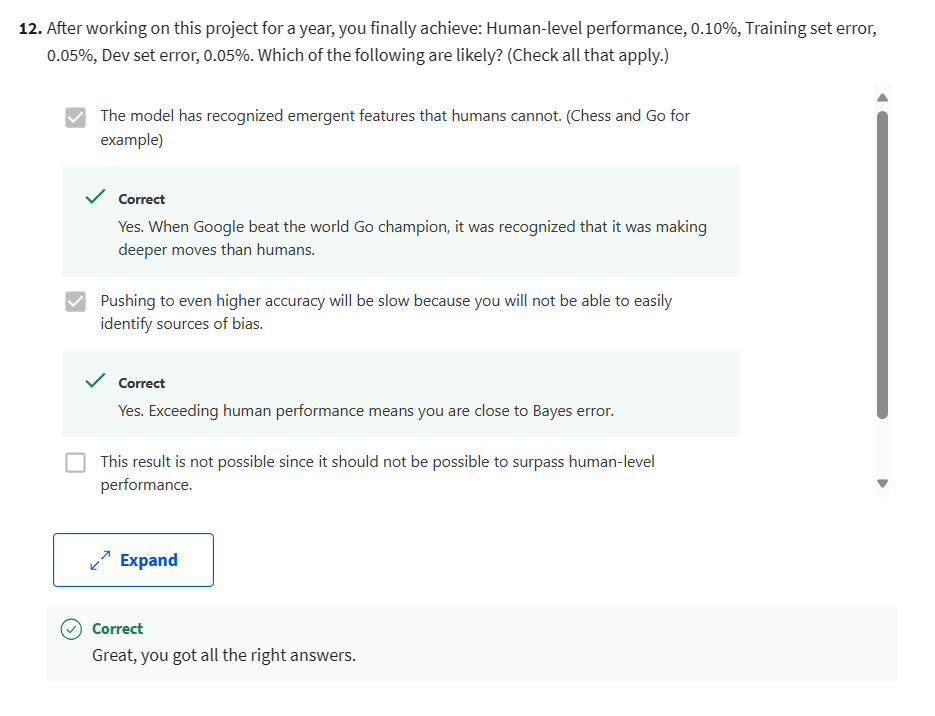 12. After working on this project for a year, you finally achieve: Human-level performance, 0.10%, Training set error,
0.05%, Dev set error, 0.05%. Which of the following are likely? (Check all that apply.)
The model has recognized emergent features that humans cannot. (Chess and Go for
example)
Correct
Yes. When Google beat the world Go champion, it was recognized that it was making
deeper moves than humans.
Pushing to even higher accuracy will be slow because you will not be able to easily
identify sources of bias.
Correct
Yes. Exceeding human performance means you are close to Bayes error.
This result is not possible since it should not be possible to surpass human-level
performance.
Expand
Correct
Great, you got all the right answers.